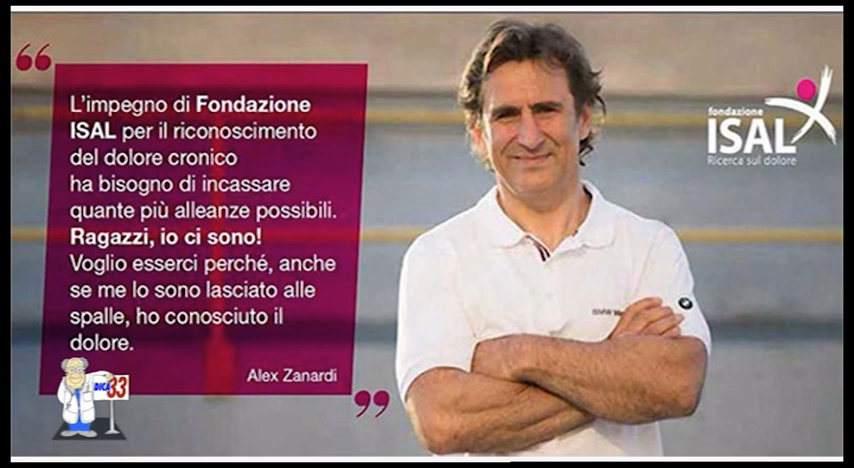 “
L’impegno di Fondazione
ISAL per il riconoscimento
del dolore cronico
ha bisogno di incassare
quante più alleanze possibili.
Ragazzi, io ci sono!
Voglio esserci perché, anche
se me lo sono lasciato alle
spalle, ho conosciuto il
dolore.
Alex Zanardi
”
fondazione
ISAL
Ricerca sul dolore
DICA 33